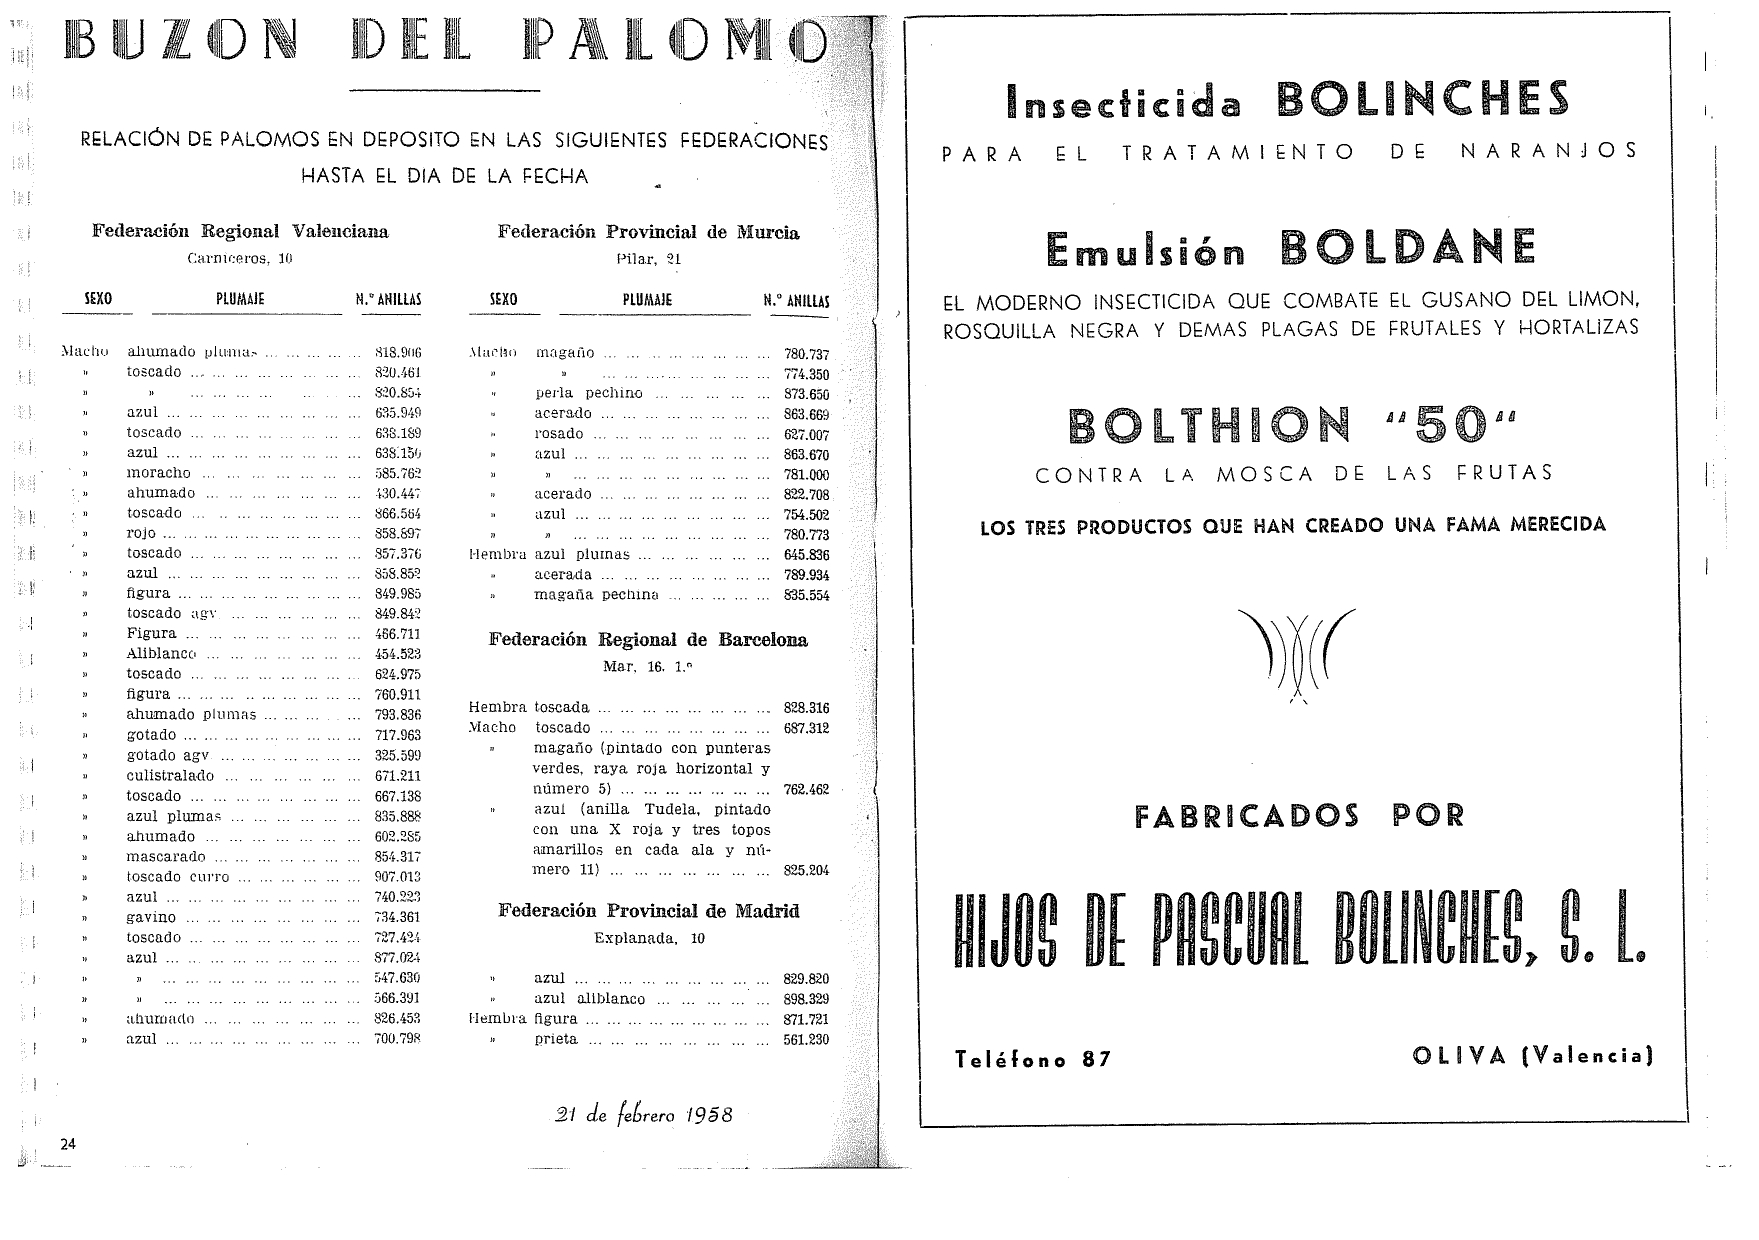 BUZON DEL PALOMO
RELACIÓN DE PALOMOS EN DEPOSITO EN LAS SIGUIENTES FEDERACIONES
HASTA EL DIA DE LA FECHA
Federación Regional Valenciana
Carniceros, 10
SEXO PLUMAJE N.º ANILLAS
Macho ahumado plumas ... ... ... ... ... 818.906
» toscado ... ... ... ... ... ... ... ... 820.461
» » ... ... ... ... ... ... ... 820.854
» azul ... ... ... ... ... ... ... ... ... 635.949
» toscado ... ... ... ... ... ... ... ... 638.189
» azul ... ... ... ... ... ... ... ... ... 638.156
» moracho ... ... ... ... ... ... ... ... 585.762
» ahumado ... ... ... ... ... ... ... ... 430.447
» toscado ... ... ... ... ... ... ... ... 866.564
» rojo ... ... ... ... ... ... ... ... ... ... 858.897
» toscado ... ... ... ... ... ... ... ... 857.376
» azul ... ... ... ... ... ... ... ... ... 858.852
» figura ... ... ... ... ... ... ... ... ... 849.985
» toscado agv ... ... ... ... ... ... ... 849.842
» Figura ... ... ... ... ... ... ... ... ... 466.711
» Aliblanco ... ... ... ... ... ... ... ... 454.523
» toscado ... ... ... ... ... ... ... ... 624.975
» figura ... ... ... ... ... ... ... ... ... 760.911
» ahumado plumas ... ... ... ... ... 793.836
» gotado ... ... ... ... ... ... ... ... ... 717.963
» gotado agv ... ... ... ... ... ... ... 325.599
» culistralado ... ... ... ... ... ... ... 671.211
» toscado ... ... ... ... ... ... ... ... 667.138
» azul plumas ... ... ... ... ... ... ... 835.888
» ahumado ... ... ... ... ... ... ... ... 602.285
» mascarado ... ... ... ... ... ... ... 854.317
» toscado curro ... ... ... ... ... ... 907.013
» azul ... ... ... ... ... ... ... ... ... 740.223
» gavino ... ... ... ... ... ... ... ... ... 734.361
» toscado ... ... ... ... ... ... ... ... 727.424
» azul ... ... ... ... ... ... ... ... ... 877.024
» » ... ... ... ... ... ... ... ... ... 547.630
» » ... ... ... ... ... ... ... ... ... 566.391
» ahumado ... ... ... ... ... ... ... ... 826.453
» azul ... ... ... ... ... ... ... ... ... 700.798
24
Federación Provincial de Murcia
Pilar, 21
SEXO PLUMAJE N.º ANILLAS
Macho magaño ... ... ... ... ... ... ... ... 780.737
» » ... ... ... ... ... ... ... ... 774.350
» perla pechino ... ... ... ... ... ... 873.650
» acerado ... ... ... ... ... ... ... ... 863.669
» rosado ... ... ... ... ... ... ... ... ... 627.007
» azul ... ... ... ... ... ... ... ... ... 863.670
» » ... ... ... ... ... ... ... ... ... 781.000
» acerado ... ... ... ... ... ... ... ... 822.708
» azul ... ... ... ... ... ... ... ... ... 754.502
» » ... ... ... ... ... ... ... ... ... 780.773
Hembra azul plumas ... ... ... ... ... ... ... 645.836
» acerada ... ... ... ... ... ... ... ... 789.934
» magaña pechina ... ... ... ... ... 835.554
Federación Regional de Barcelona
Mar, 16. 1.º
Hembra toscada ... ... ... ... ... ... ... ... 828.316
Macho toscado ... ... ... ... ... ... ... ... 687.312
» magaño (pintado con punteras
verdes, raya roja horizontal y
número 5) ... ... ... ... ... ... ... 762.462
» azul (anilla Tudela, pintado
con una X roja y tres topos
amarillos en cada ala y nú-
mero 11) ... ... ... ... ... ... ... ... 825.204
Federación Provincial de Madrid
Explanada, 10
» azul ... ... ... ... ... ... ... ... ... 829.820
» azul aliblanco ... ... ... ... ... ... 898.329
Hembra figura ... ... ... ... ... ... ... ... ... 871.721
» prieta ... ... ... ... ... ... ... ... ... 561.230
21 de febrero 1958
Insecticida BOLINCHES
PARA EL TRATAMIENTO DE NARANJOS
Emulsión BOLDANE
EL MODERNO INSECTICIDA QUE COMBATE EL GUSANO DEL LIMON,
ROSQUILLA NEGRA Y DEMAS PLAGAS DE FRUTALES Y HORTALIZAS
BOLTHION "50"
CONTRA LA MOSCA DE LAS FRUTAS
LOS TRES PRODUCTOS QUE HAN CREADO UNA FAMA MERECIDA
FABRICADOS POR
HIJOS DE PASCUAL BOLINCHES, S. L.
Teléfono 87 OLIVA (Valencia)